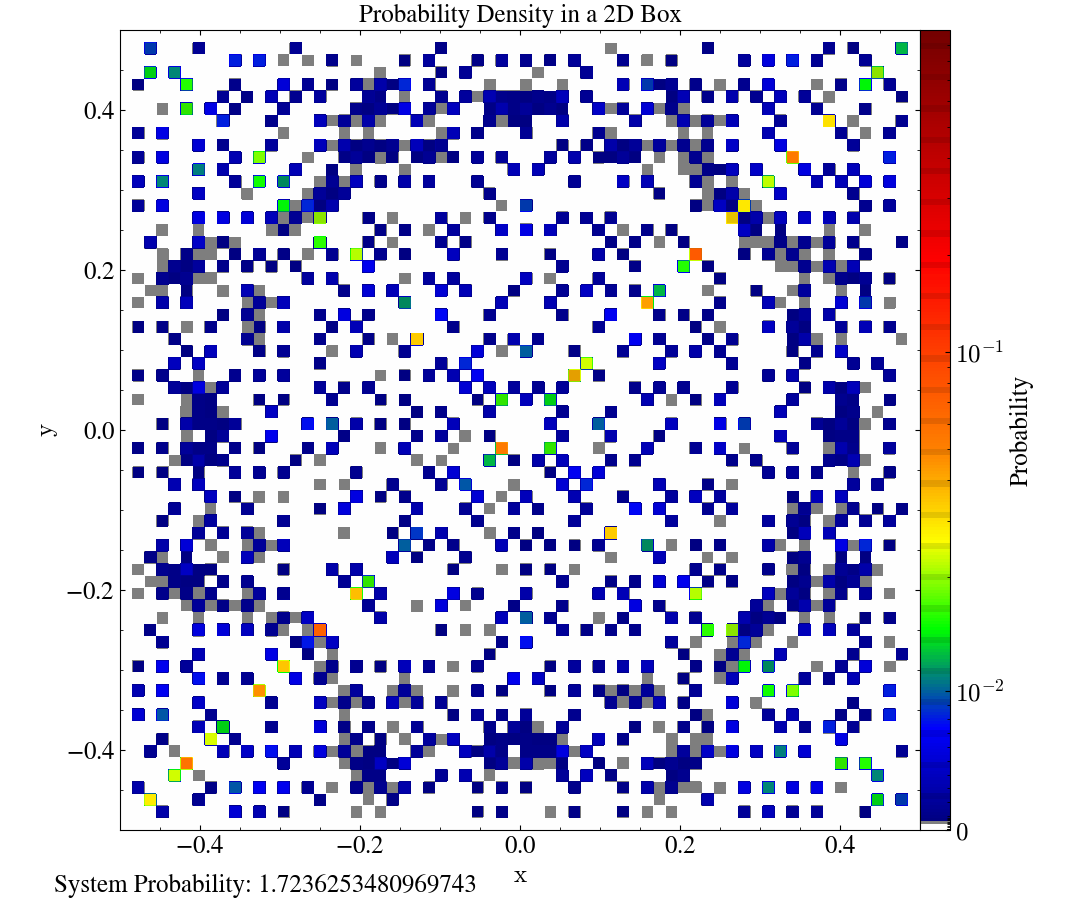 Probability Density in a 2D Box
0.4
0.2
0.0
−0.2
−0.4
y
−0.4 −0.2 0.0 0.2 0.4
x
10−1
10−2
0
Probability
System Probability: 1.7236253480969743